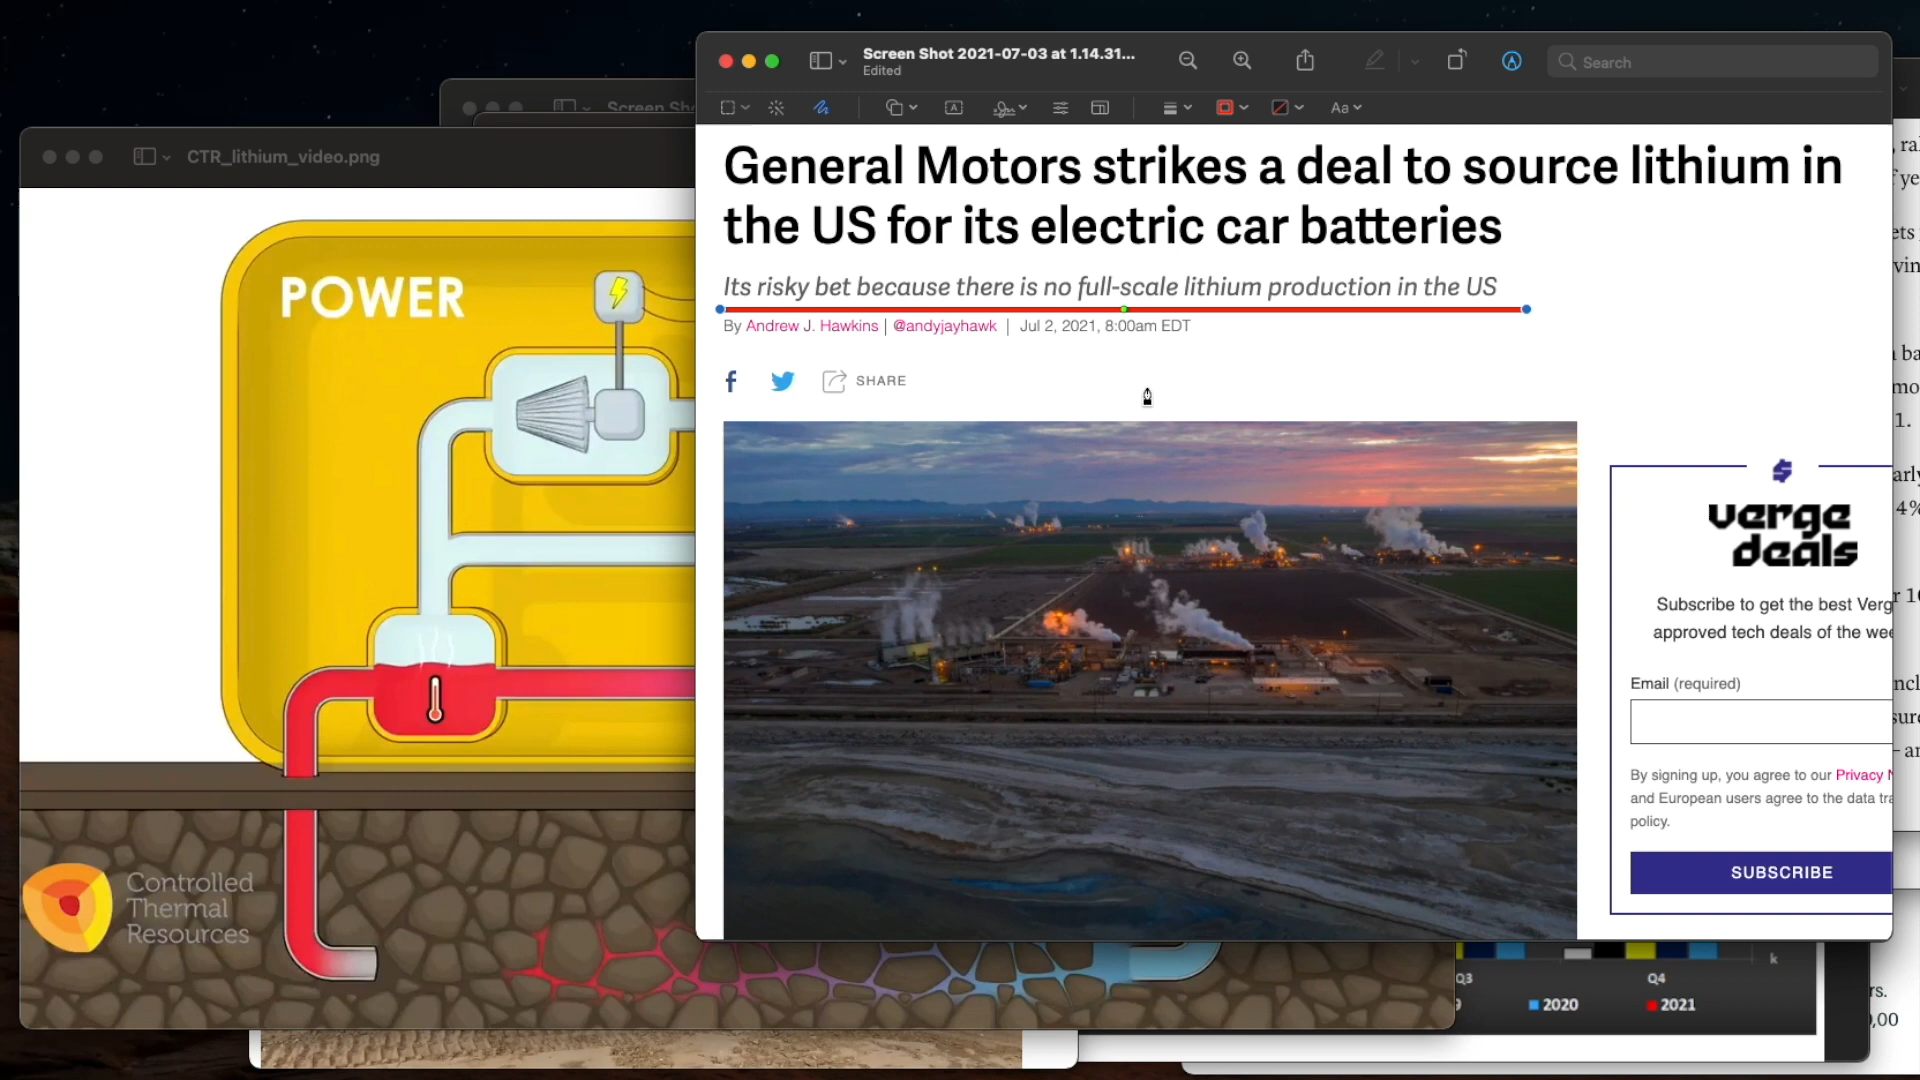 Screen Shot 2021-07-03 at 1.14.31...
Edited
Search
Aa
CTR_lithium_video.png
General Motors strikes a deal to source lithium in
the US for its electric car batteries
Its risky bet because there is no full-scale lithium production in the US
By Andrew J. Hawkins | @andyjayhawk | Jul 2, 2021, 8:00am EDT
SHARE
POWER
verge
deals
Subscribe to get the best Verg
approved tech deals of the wee
Email (required)
By signing up, you agree to our Privacy N
and European users agree to the data tra
policy.
SUBSCRIBE
Controlled
Thermal
Resources
Q3
Q4
k
2020
2021